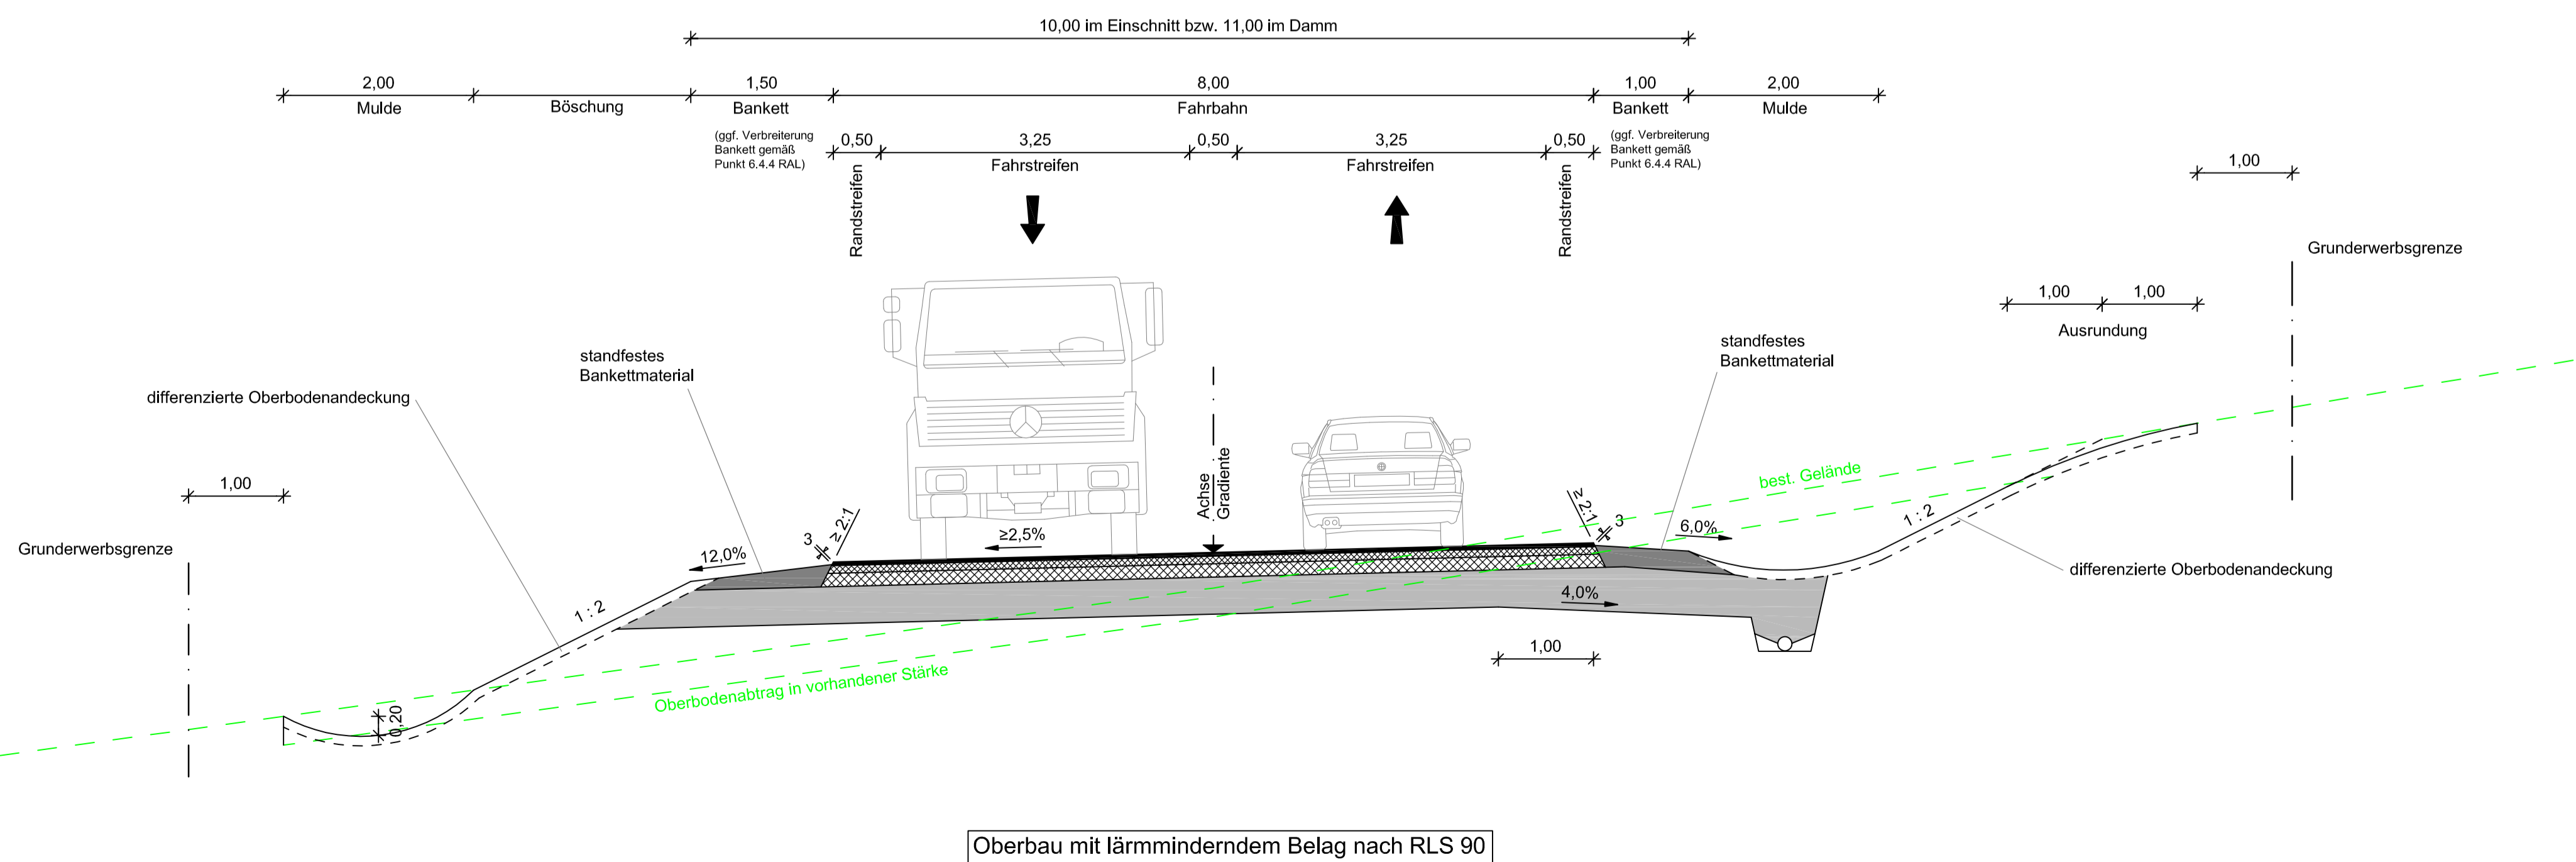 10,00 im Einschnitt bzw. 11,00 im Damm
2,00
1,50
8,00
1,00
2,00
Mulde
Böschung
Bankett
Fahrbahn
Bankett
Mulde
(ggf. Verbreiterung
Bankett gemäß
Punkt 6.4.4 RAL)
0,50
3,25
0,50
3,25
0,50
(ggf. Verbreiterung
Bankett gemäß
Punkt 6.4.4 RAL)
Randstreifen
Fahrstreifen
Fahrstreifen
Randstreifen
1,00
Grunderwerbsgrenze
1,00
1,00
Ausrundung
standfestes
Bankettmaterial
standfestes
Bankettmaterial
differenzierte Oberbodenandeckung
Achse
Gradiente
best. Gelände
1,00
Grunderwerbsgrenze
12,0%
3
≥ 2:1
≥2,5%
≥ 2:1
3
6,0%
1 : 2
differenzierte Oberbodenandeckung
1 : 2
4,0%
1,00
Oberbodenabtrag in vorhandener Stärke
0,20
Oberbau mit lärmminderndem Belag nach RLS 90